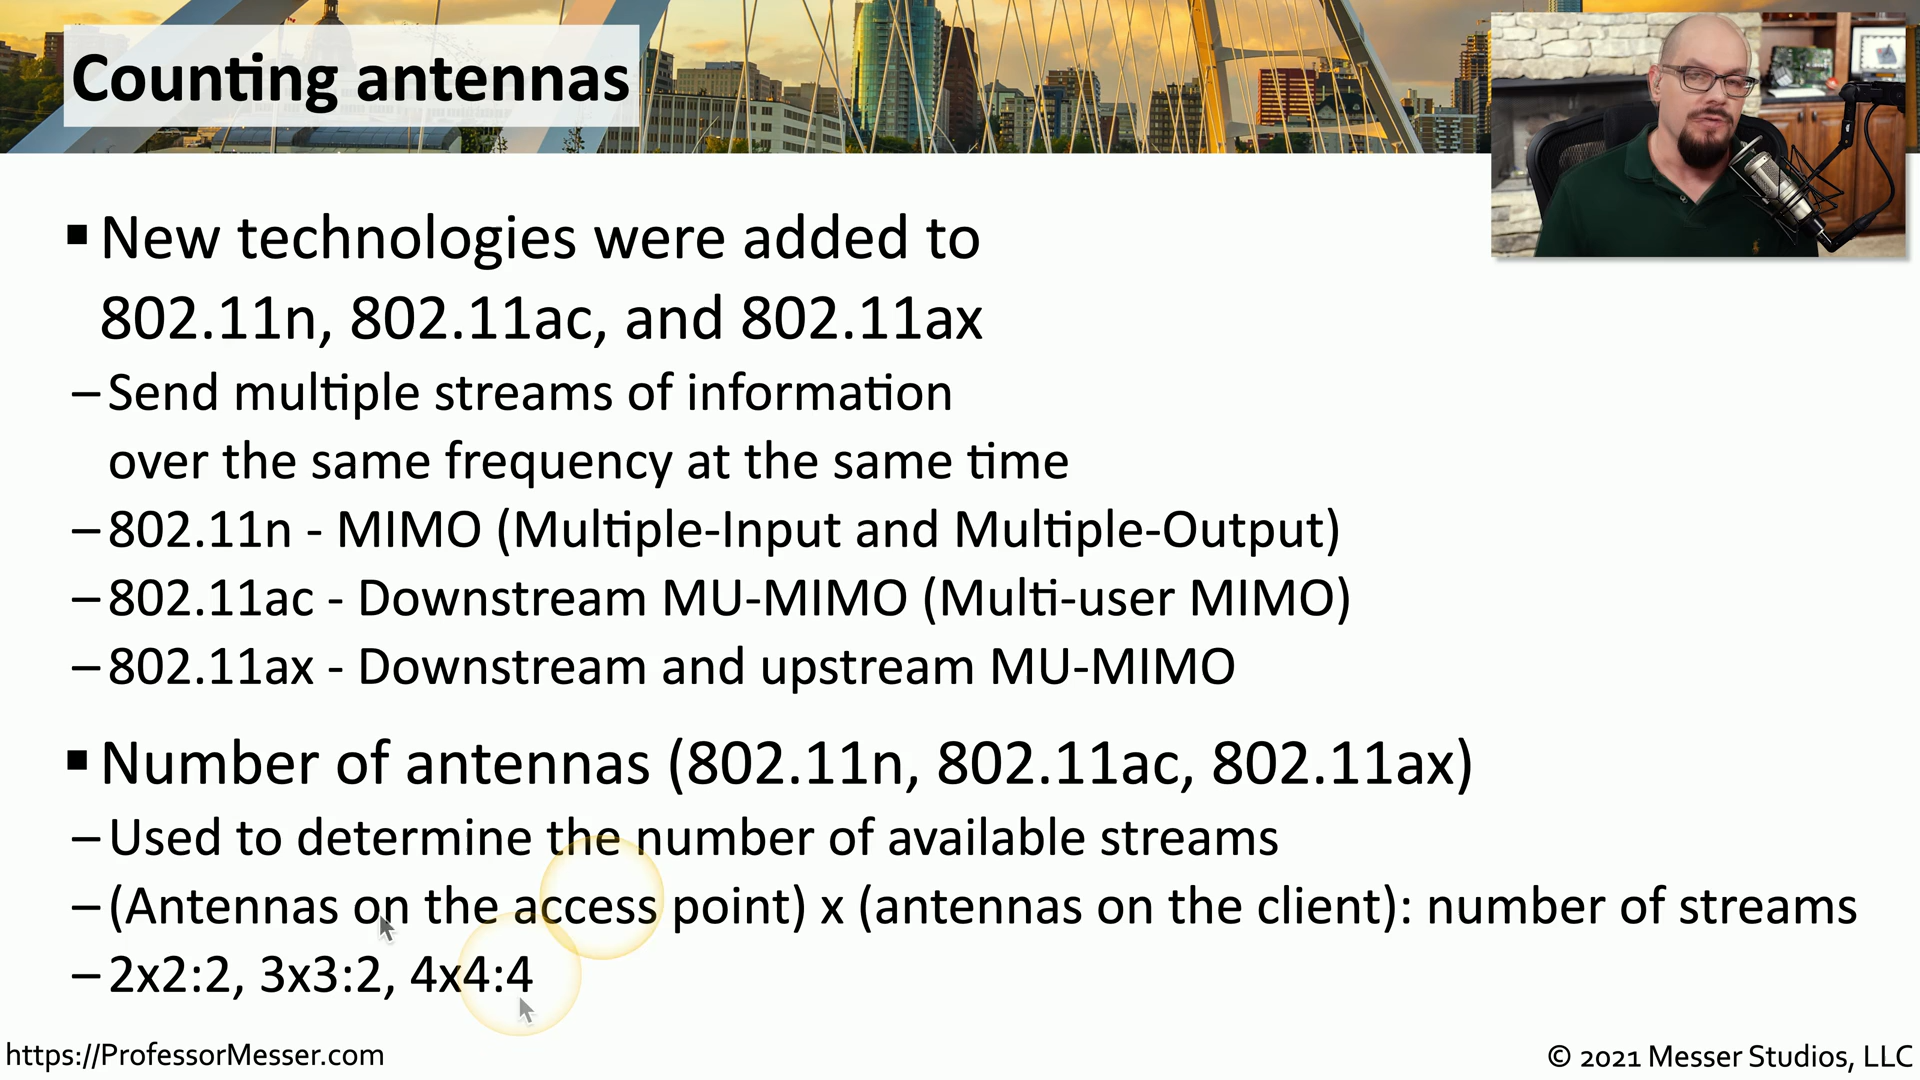 Counting antennas
▪ New technologies were added to
802.11n, 802.11ac, and 802.11ax
– Send multiple streams of information
over the same frequency at the same time
– 802.11n - MIMO (Multiple-Input and Multiple-Output)
– 802.11ac - Downstream MU-MIMO (Multi-user MIMO)
– 802.11ax - Downstream and upstream MU-MIMO
▪ Number of antennas (802.11n, 802.11ac, 802.11ax)
– Used to determine the number of available streams
– (Antennas on the access point) x (antennas on the client): number of streams
– 2x2:2, 3x3:2, 4x4:4
https://ProfessorMesser.com
© 2021 Messer Studios, LLC